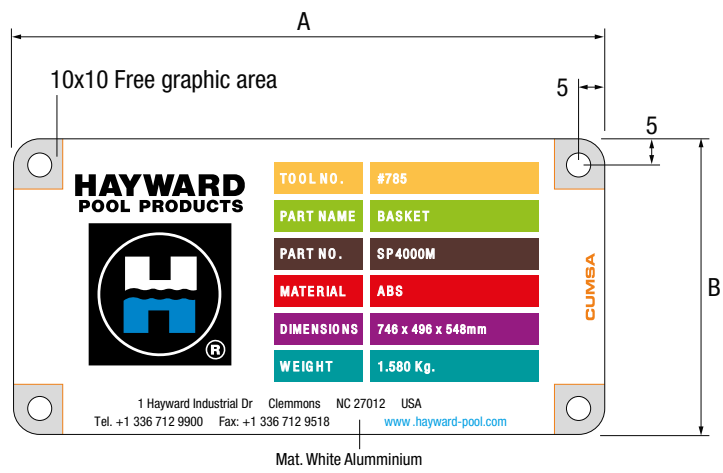 A
10x10 Free graphic area
5
5
HAYWARD
POOL PRODUCTS
TOOL NO. #785
PART NAME BASKET
PART NO. SP4000M
MATERIAL ABS
DIMENSIONS 746 x 496 x 548mm
WEIGHT 1.580 Kg.
®
CUMSA
B
1 Hayward Industrial Dr Clemmons NC 27012 USA
Tel. +1 336 712 9900 Fax: +1 336 712 9518 www .hayward-pool.com
Mat. White Alumminium